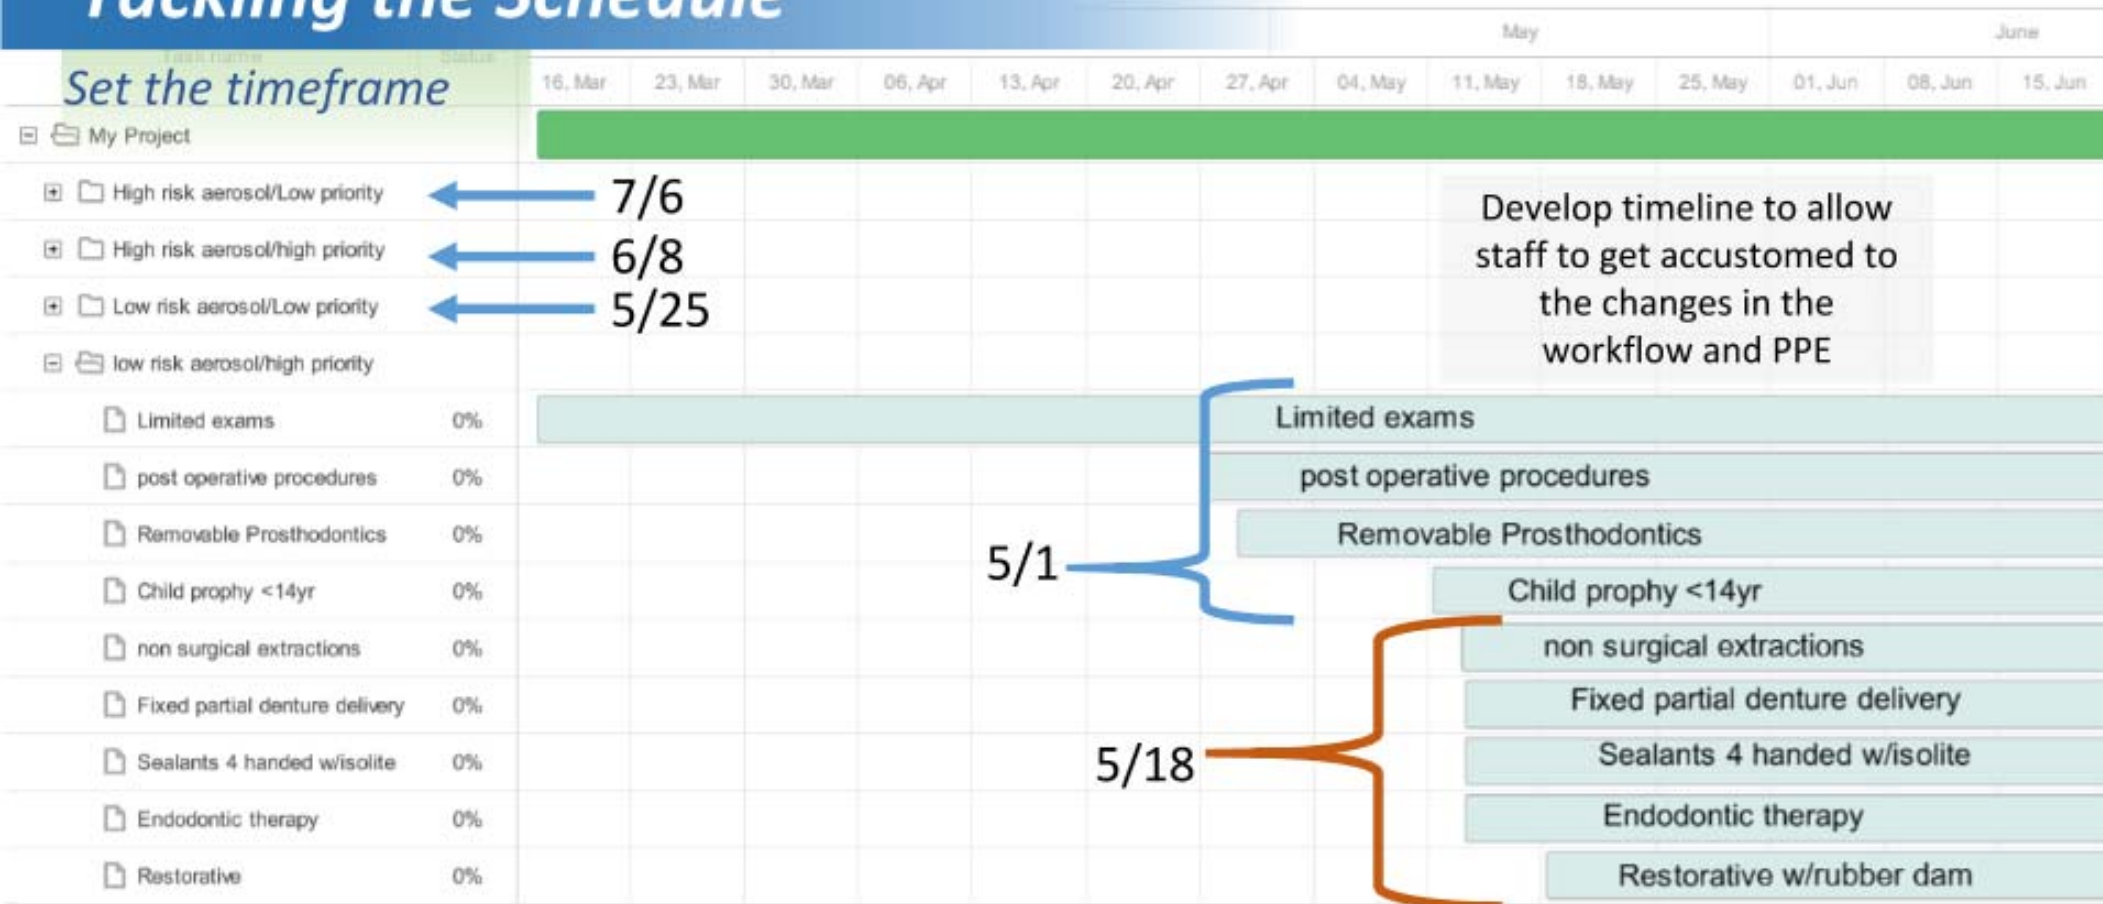 Tackling the Schedule
May June
Task name Status
Set the timeframe
16, Mar 23, Mar 30, Mar 06, Apr 13, Apr 20, Apr 27, Apr 04, May 11, May 18, May 25, May 01, Jun 08, Jun 15, Jun
My Project
High risk aerosol/Low priority 7/6
High risk aerosol/high priority 6/8
Low risk aerosol/Low priority 5/25
Develop timeline to allow
staff to get accustomed to
the changes in the
workflow and PPE
low risk aerosol/high priority
Limited exams 0% Limited exams
post operative procedures 0% post operative procedures
Removable Prosthodontics 0% Removable Prosthodontics
5/1
Child prophy <14yr 0% Child prophy <14yr
non surgical extractions 0% non surgical extractions
Fixed partial denture delivery 0% Fixed partial denture delivery
Sealants 4 handed w/isolite 0% 5/18 Sealants 4 handed w/isolite
Endodontic therapy 0% Endodontic therapy
Restorative 0% Restorative w/rubber dam